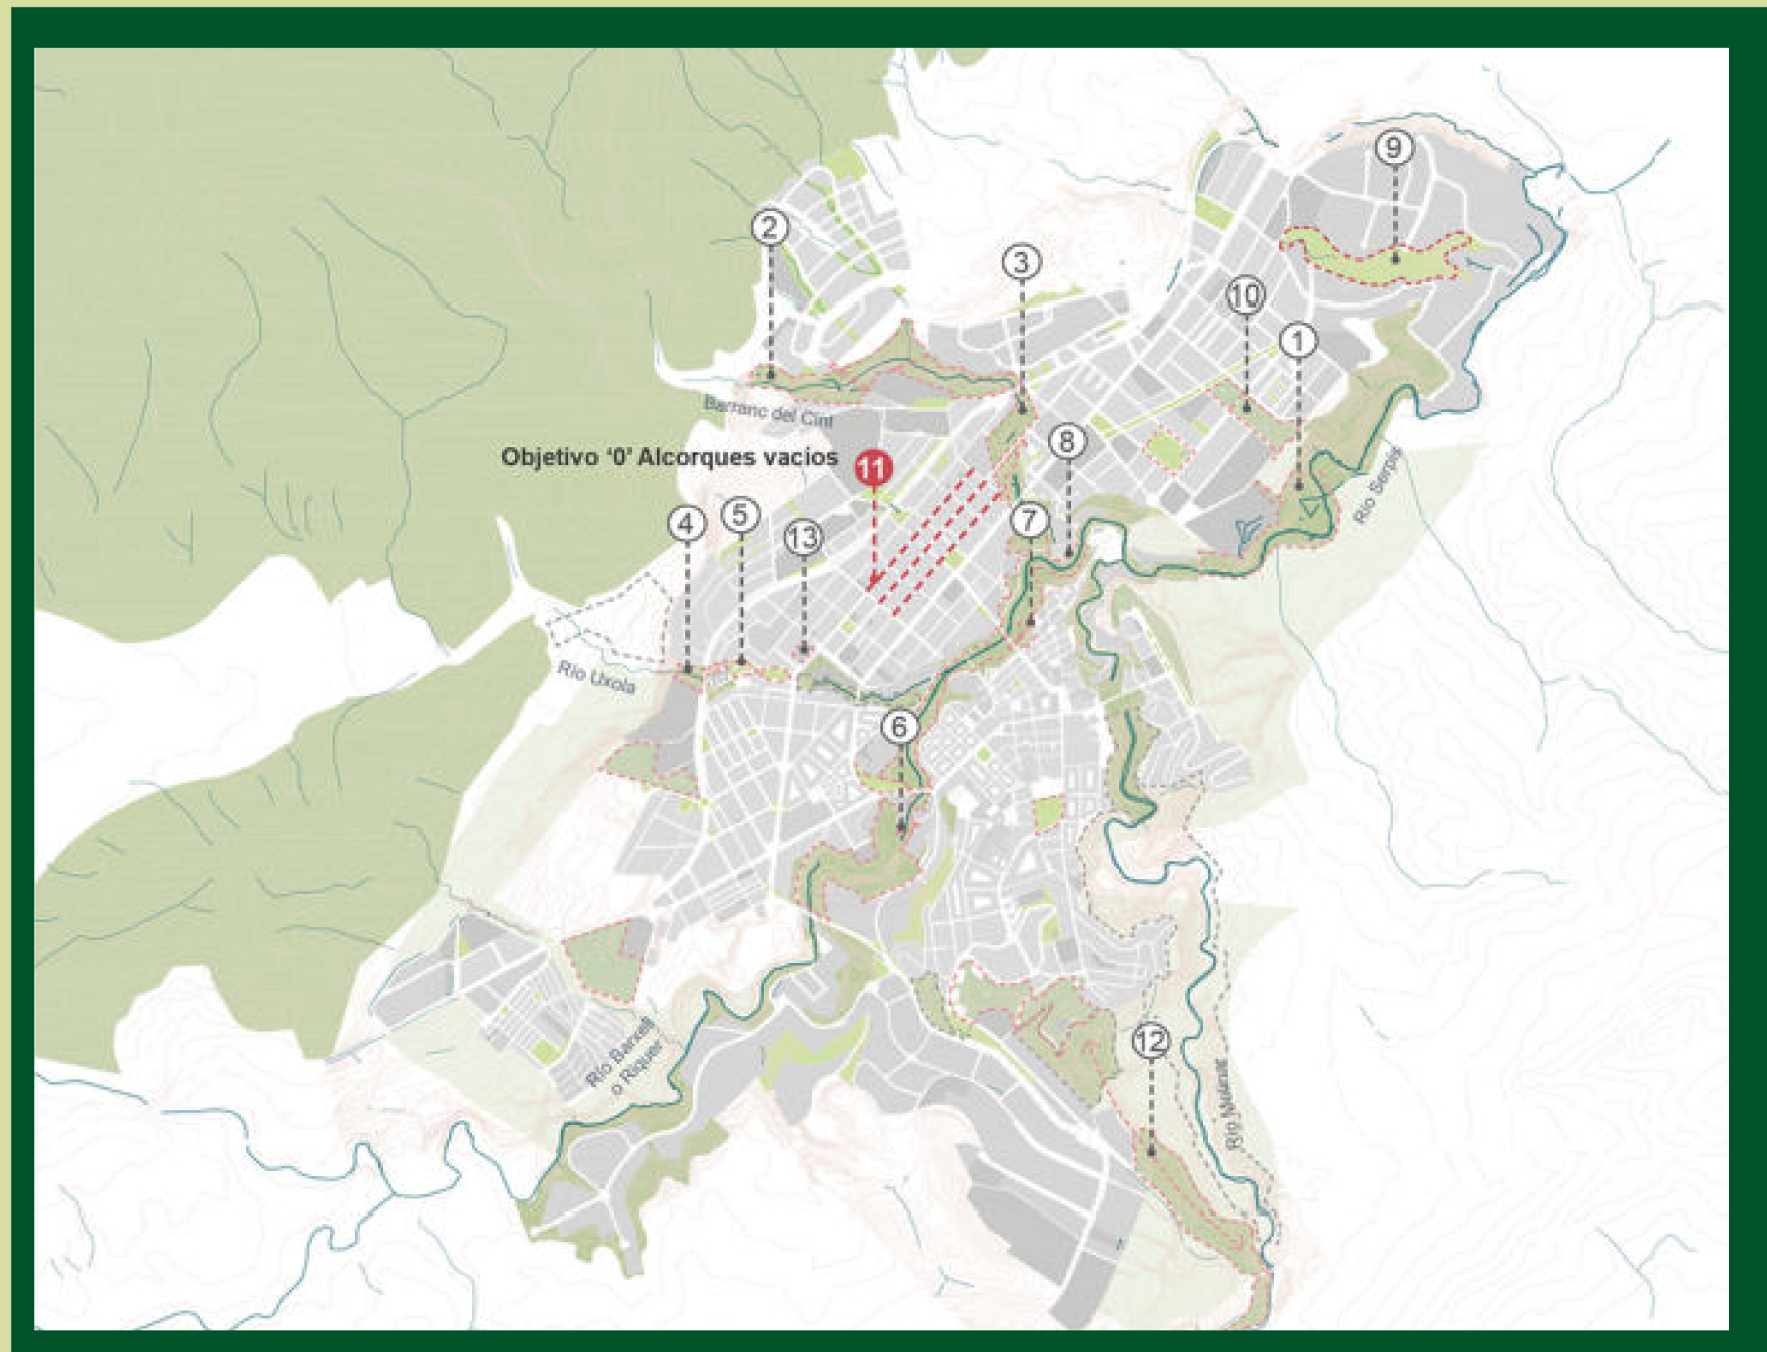 9
2
3
10
1
Barranc del Cint
8
Objetivo ‘0’ Alcorques vacios
11
Río Serpis
4
5
13
7
Río Uxola
6
12
Río Barxell
o Riquer
Río Molinar